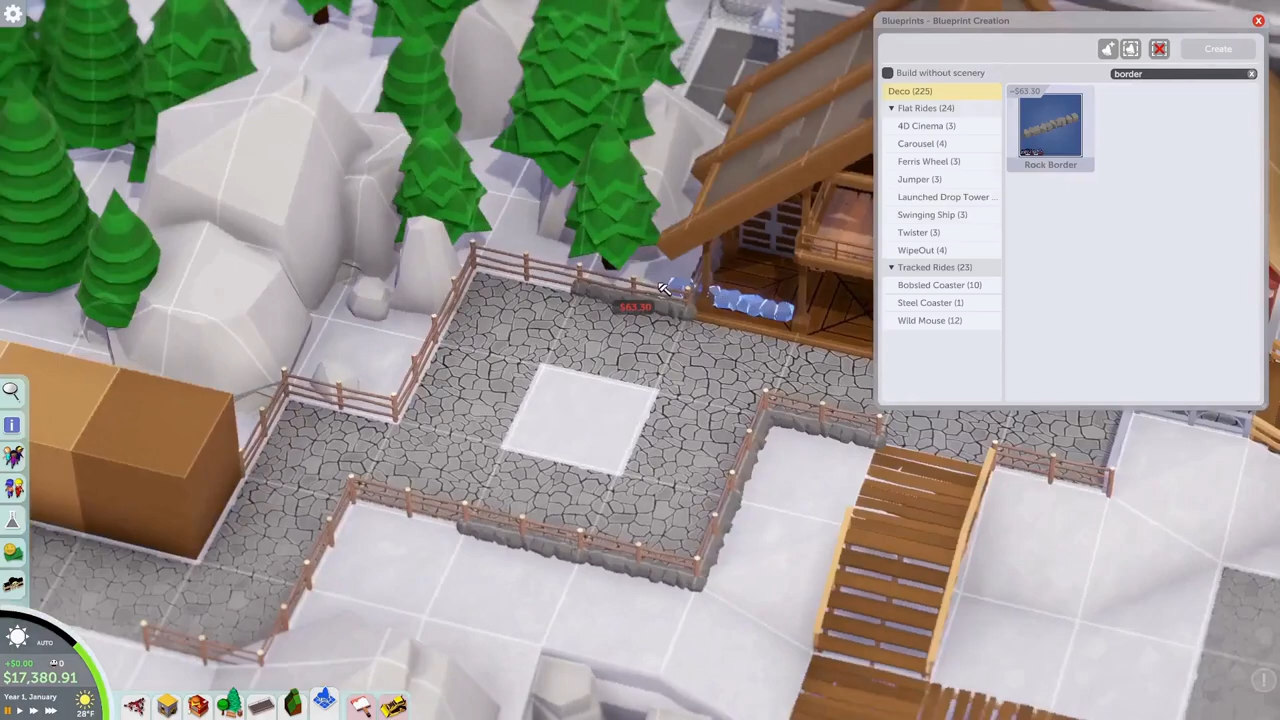 Blueprints - Blueprint Creation
Create
Build without scenery
border
Deco (225)
Flat Rides (24)
4D Cinema (3)
Carousel (4)
Ferris Wheel (3)
Jumper (3)
Launched Drop Tower ...
Swinging Ship (3)
Twister (3)
WipeOut (4)
Tracked Rides (23)
Bobsled Coaster (10)
Steel Coaster (1)
Wild Mouse (12)
~$63.30
Rock Border
-$63.30
AUTO
+$0.00
0
$17,380.91
Year 1, January
28°F